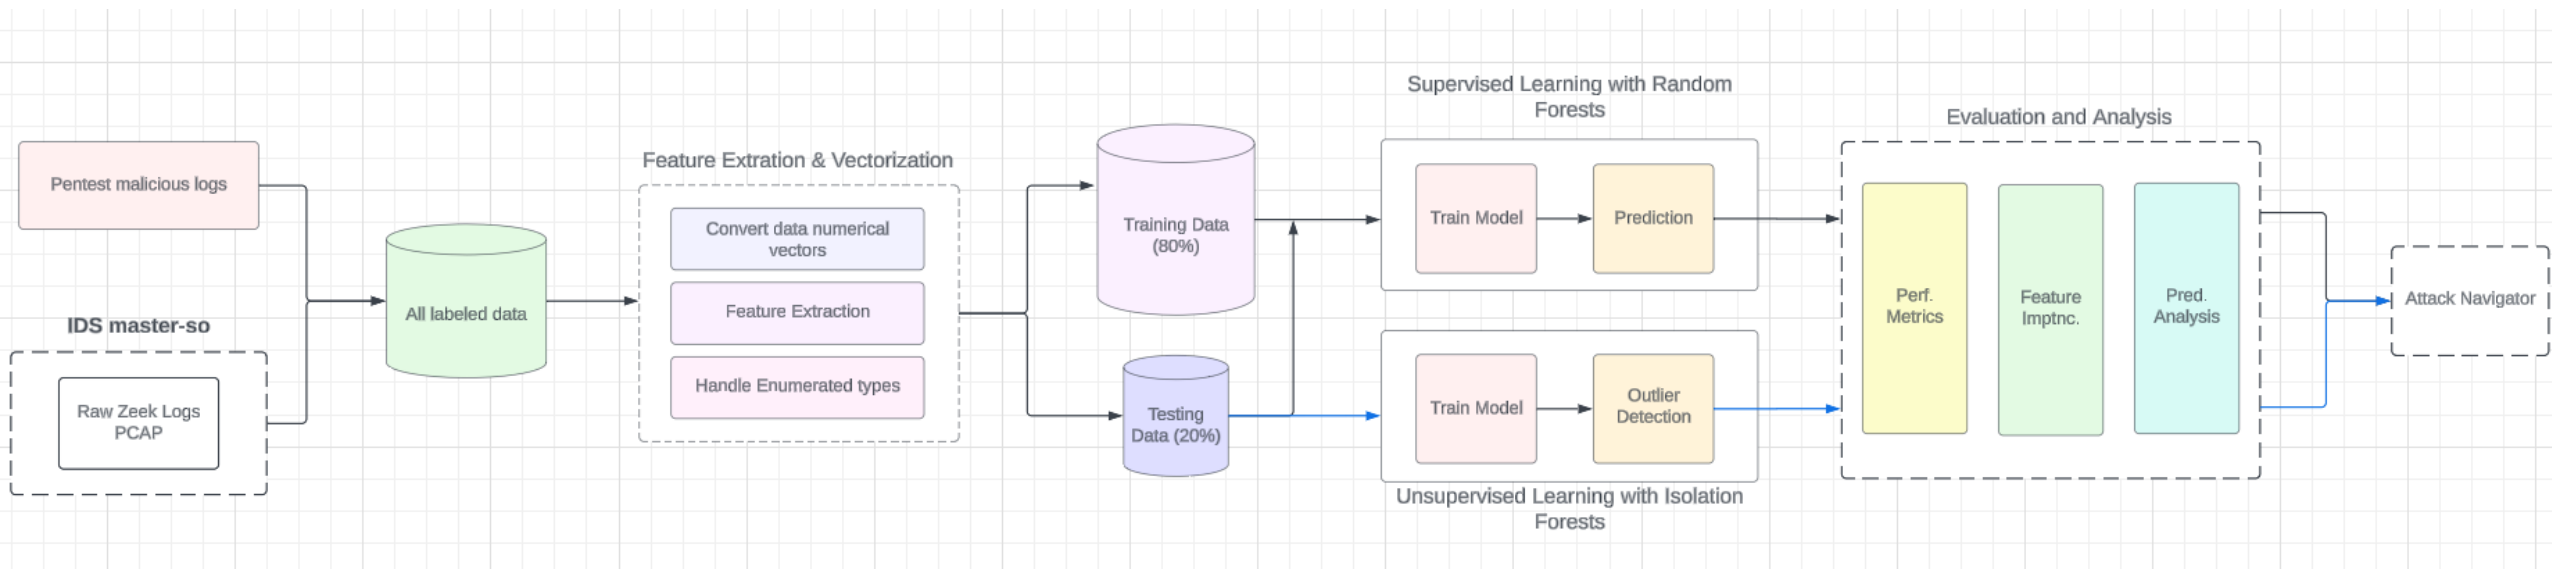 Pentest malicious logs
IDS master-so
Raw Zeek Logs
PCAP
All labeled data
Feature Extration & Vectorization
Convert data numerical
vectors
Feature Extraction
Handle Enumerated types
Training Data
(80%)
Testing
Data (20%)
Supervised Learning with Random
Forests
Train Model
Prediction
Train Model
Outlier
Detection
Unsupervised Learning with Isolation
Forests
Evaluation and Analysis
Perf.
Metrics
Feature
Imptnc.
Pred.
Analysis
Attack Navigator